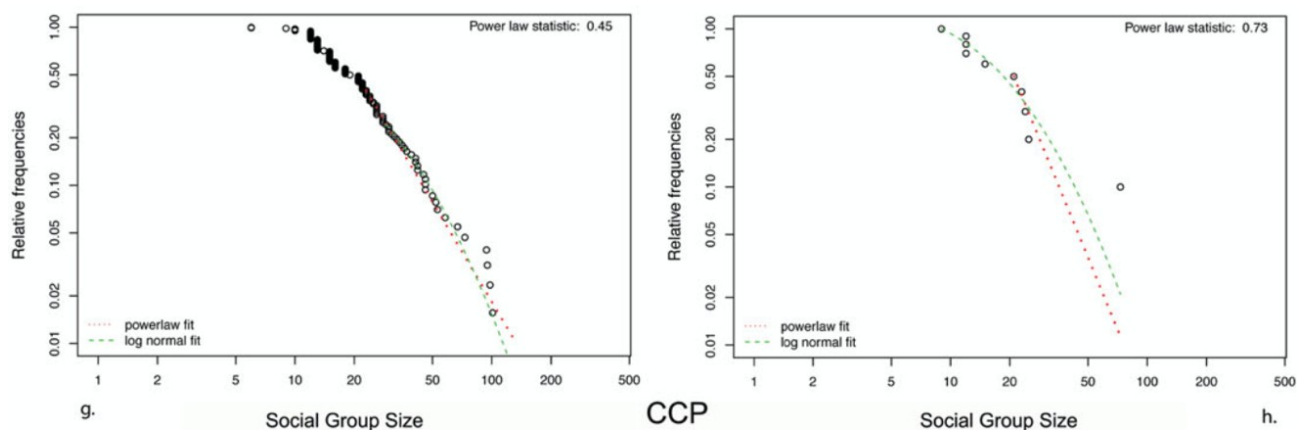 Power law statistic: 0.45
Relative frequencies
1.00
0.50
0.20
0.10
0.05
0.02
0.01
powerlaw fit
log normal fit
1 2 5 10 20 50 100 200 500
g.
Social Group Size
Power law statistic: 0.73
Relative frequencies
1.00
0.50
0.20
0.10
0.05
0.02
0.01
powerlaw fit
log normal fit
1 2 5 10 20 50 100 200 500
CCP
Social Group Size
h.